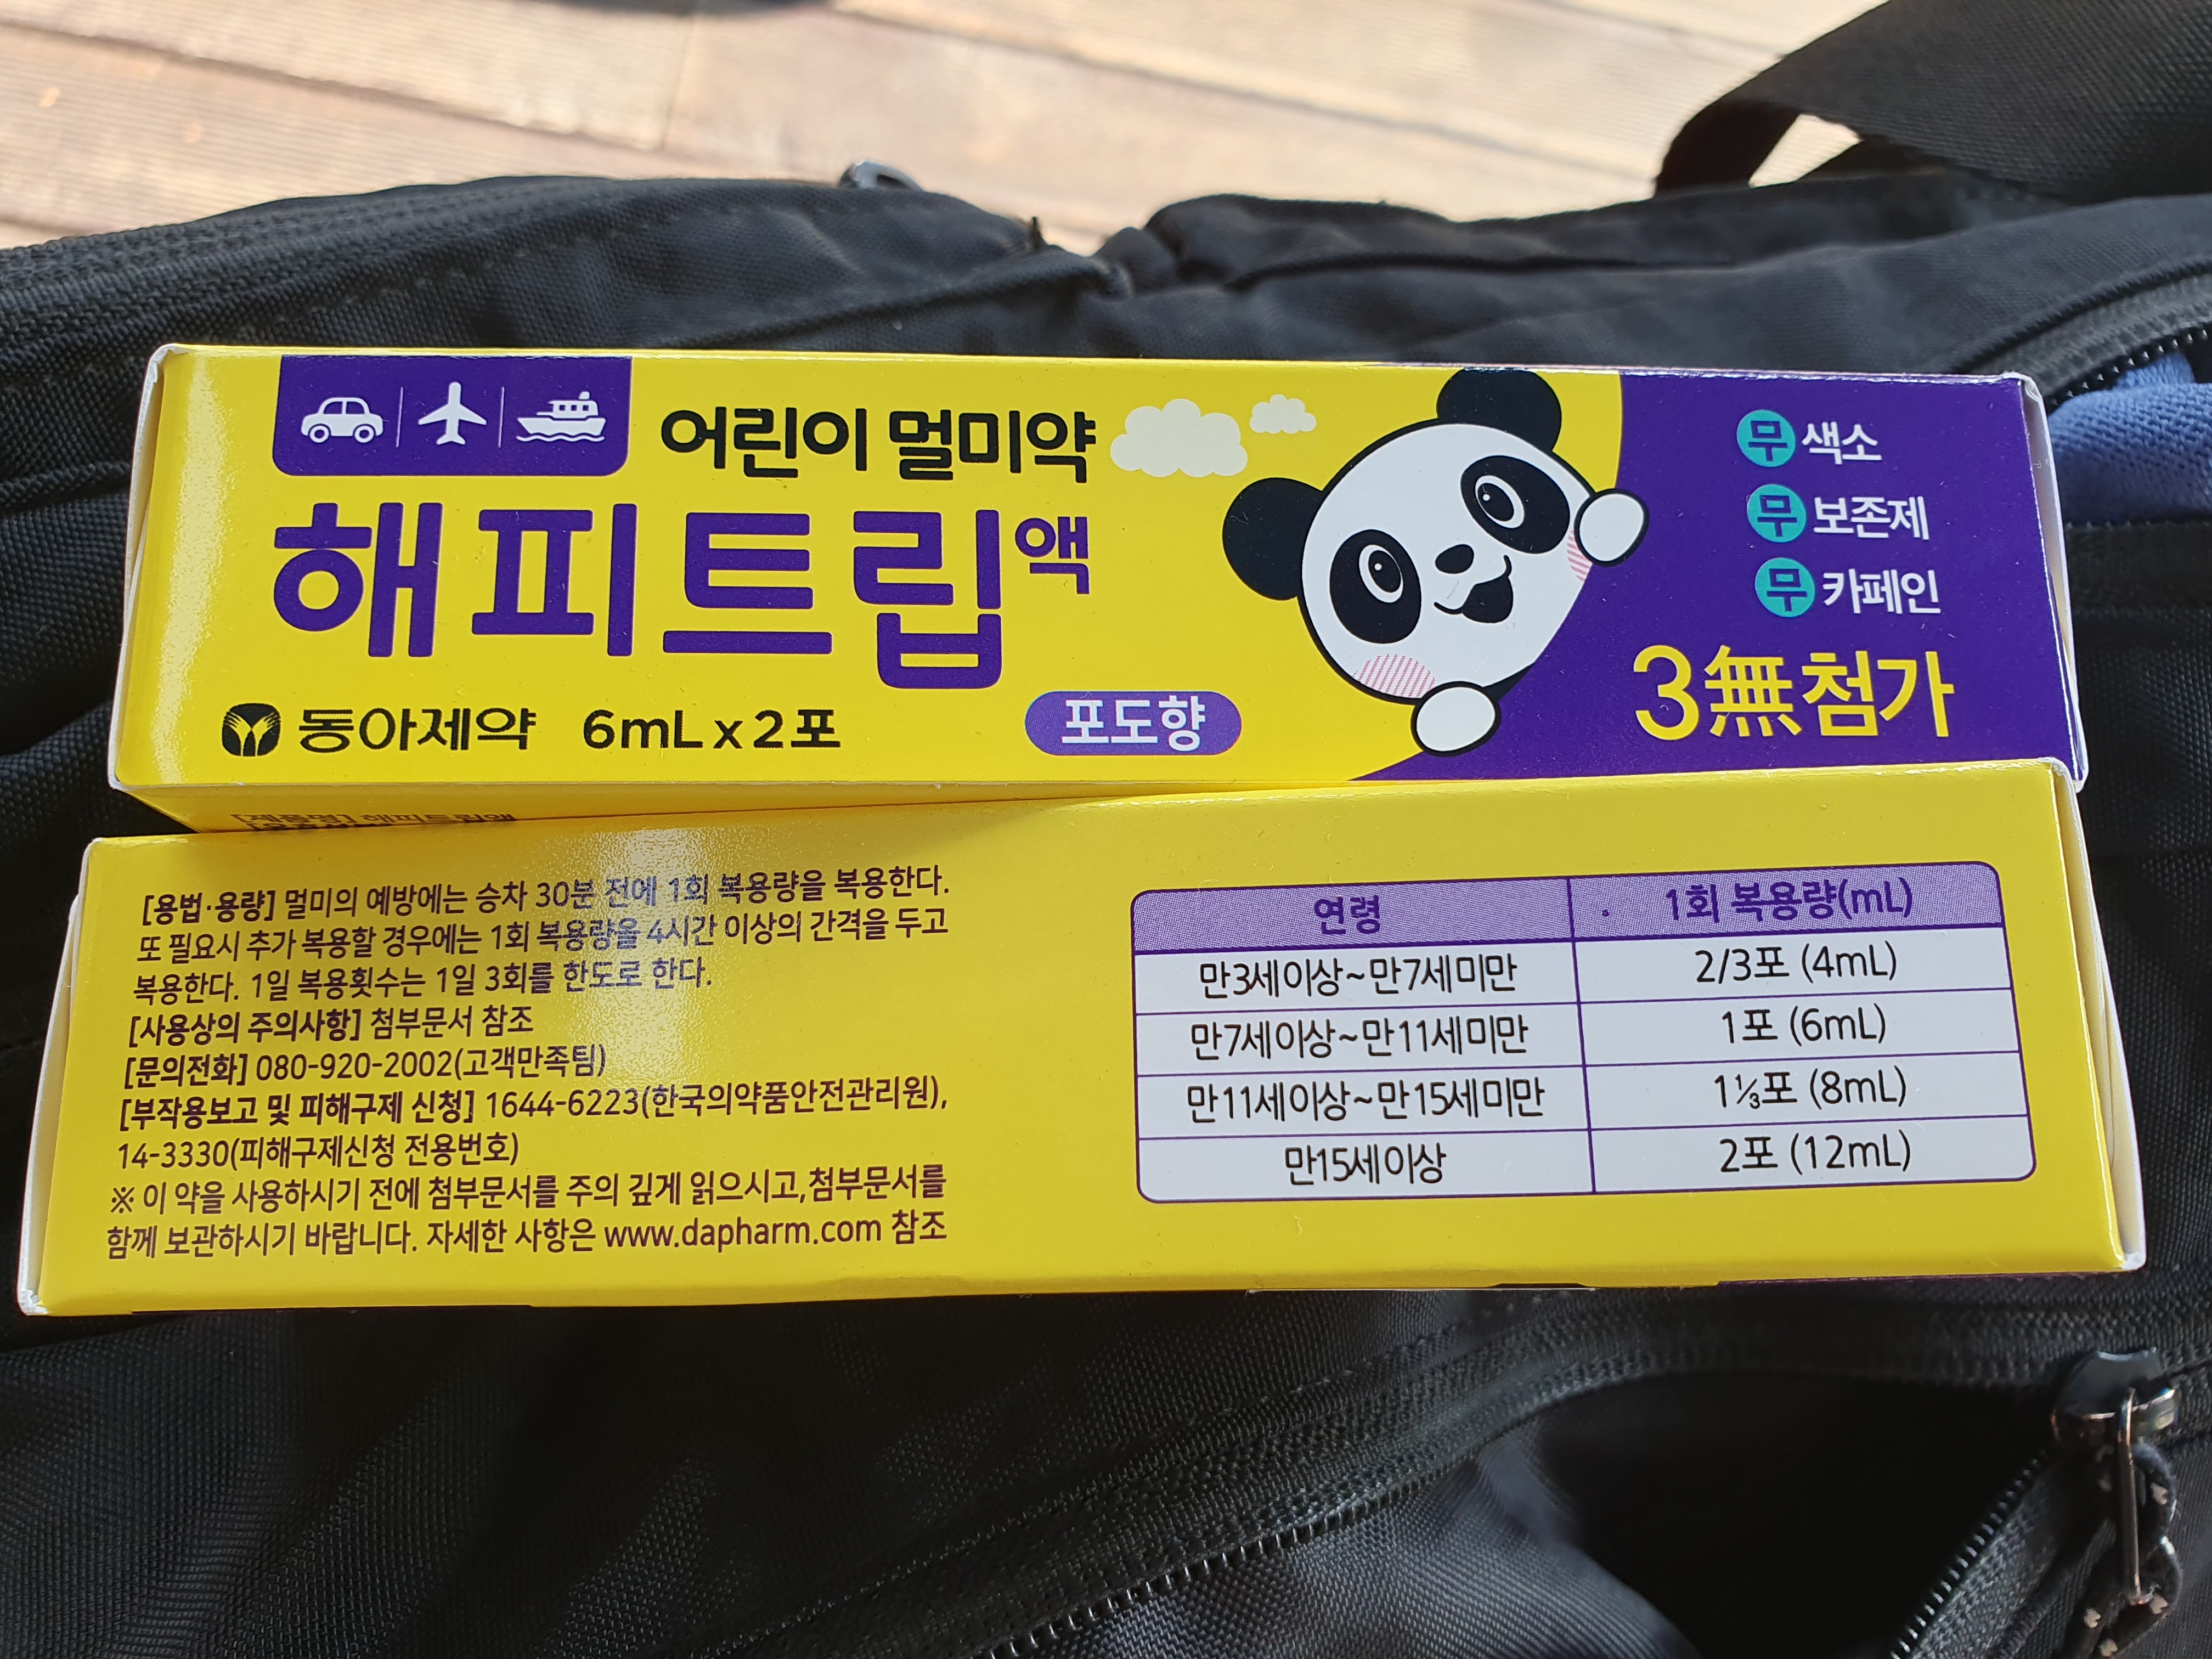 어린이 멀미약
해피트립액
동아제약 6mL x 2포
포도향
무 색소
무 보존제
무 카페인
3無첨가
[제품명] 해피트립액
[용법·용량] 멀미의 예방에는 승차 30분 전에 1회 복용량을 복용한다.
또 필요시 추가 복용할 경우에는 1회 복용량을 4시간 이상의 간격을 두고
복용한다. 1일 복용횟수는 1일 3회를 한도로 한다.
[사용상의 주의사항] 첨부문서 참조
[문의전화] 080-920-2002(고객만족팀)
[부작용보고 및 피해구제 신청] 1644-6223(한국의약품안전관리원),
14-3330(피해구제신청 전용번호)
※ 이 약을 사용하시기 전에 첨부문서를 주의 깊게 읽으시고, 첨부문서를
함께 보관하시기 바랍니다. 자세한 사항은 www.dapharm.com 참조
연령 1회 복용량(mL)
만3세이상~만7세미만 2/3포 (4mL)
만7세이상~만11세미만 1포 (6mL)
만11세이상~만15세미만 1⅓포 (8mL)
만15세이상 2포 (12mL)